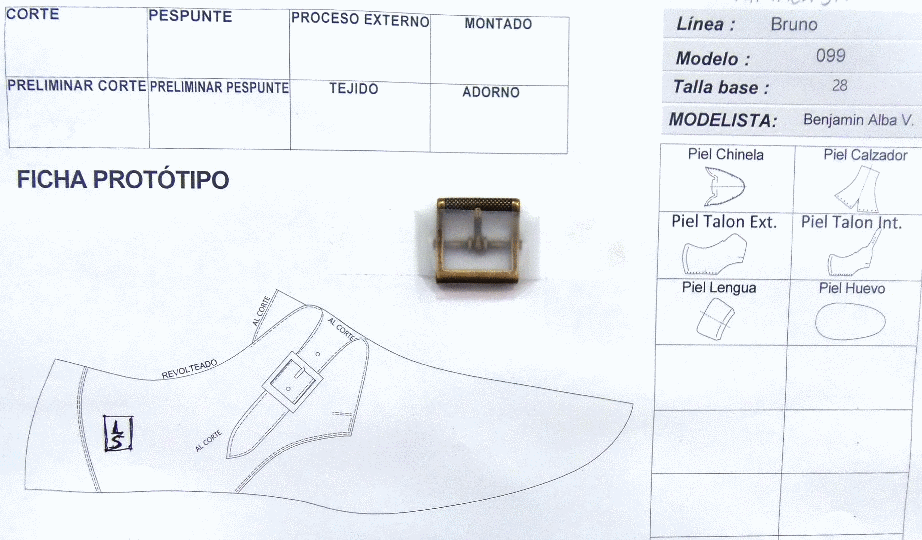 CORTE PESPUNTE PROCESO EXTERNO MONTADO
PRELIMINAR CORTE PRELIMINAR PESPUNTE TEJIDO ADORNO
FICHA PROTÓTIPO
Línea : Bruno
Modelo : 099
Talla base : 28
MODELISTA: Benjamin Alba V.
Piel Chinela Piel Calzador
Piel Talon Ext. Piel Talon Int.
Piel Lengua Piel Huevo
AL CORTE
AL CORTE
REVOLTEADO
AL CORTE